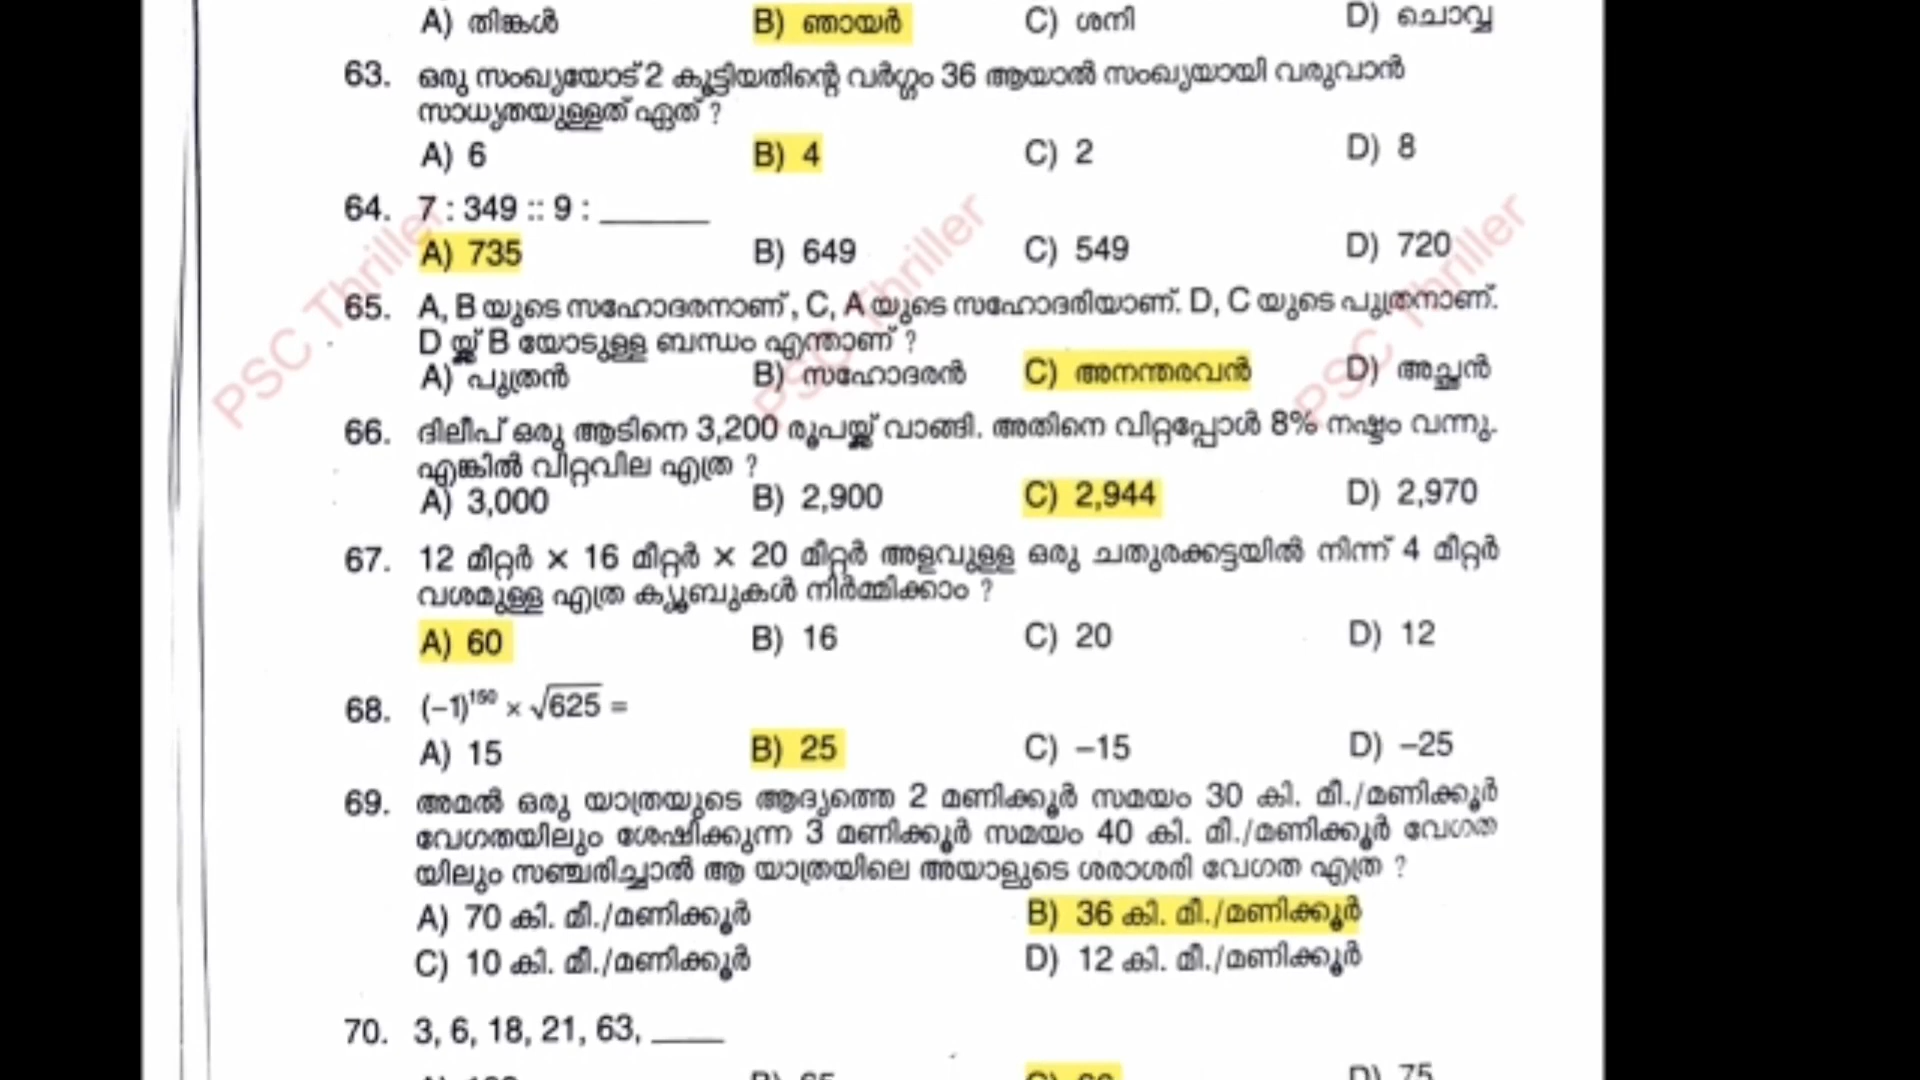 A) തിങ്കൾ B) ഞായർ C) ശനി D) ചൊവ്വ
63. ഒരു സംഖ്യയോട് 2 കൂട്ടിയതിന്റെ വർഗ്ഗം 36 ആയാൽ സംഖ്യയായി വരുവാൻ
സാധ്യതയുള്ളത് ഏത് ?
A) 6 B) 4 C) 2 D) 8
64. 7 : 349 :: 9 : ______
A) 735 B) 649 C) 549 D) 720
65. A, B യുടെ സഹോദരനാണ്, C, A യുടെ സഹോദരിയാണ്. D, C യുടെ പുത്രനാണ്.
D യ്ക്ക് B യോടുള്ള ബന്ധം എന്താണ് ?
A) പുത്രൻ B) സഹോദരൻ C) അനന്തരവൻ D) അച്ഛൻ
66. ദിലീപ് ഒരു ആടിനെ 3,200 രൂപയ്ക്ക് വാങ്ങി. അതിനെ വിറ്റപ്പോൾ 8% നഷ്ടം വന്നു.
എങ്കിൽ വിറ്റവില എത്ര ?
A) 3,000 B) 2,900 C) 2,944 D) 2,970
67. 12 മീറ്റർ × 16 മീറ്റർ × 20 മീറ്റർ അളവുള്ള ഒരു ചതുരക്കട്ടയിൽ നിന്ന് 4 മീറ്റർ
വശമുള്ള എത്ര ക്യൂബുകൾ നിർമ്മിക്കാം ?
A) 60 B) 16 C) 20 D) 12
68. (–1)¹⁵⁰ × √625 =
A) 15 B) 25 C) –15 D) –25
69. അമൽ ഒരു യാത്രയുടെ ആദ്യത്തെ 2 മണിക്കൂർ സമയം 30 കി. മീ./മണിക്കൂർ
വേഗതയിലും ശേഷിക്കുന്ന 3 മണിക്കൂർ സമയം 40 കി. മീ./മണിക്കൂർ വേഗത
യിലും സഞ്ചരിച്ചാൽ ആ യാത്രയിലെ അയാളുടെ ശരാശരി വേഗത എത്ര ?
A) 70 കി. മീ./മണിക്കൂർ B) 36 കി. മീ./മണിക്കൂർ
C) 10 കി. മീ./മണിക്കൂർ D) 12 കി. മീ./മണിക്കൂർ
70. 3, 6, 18, 21, 63, ____
D) 75
PSC Thriller
PSC Thriller
PSC Thriller